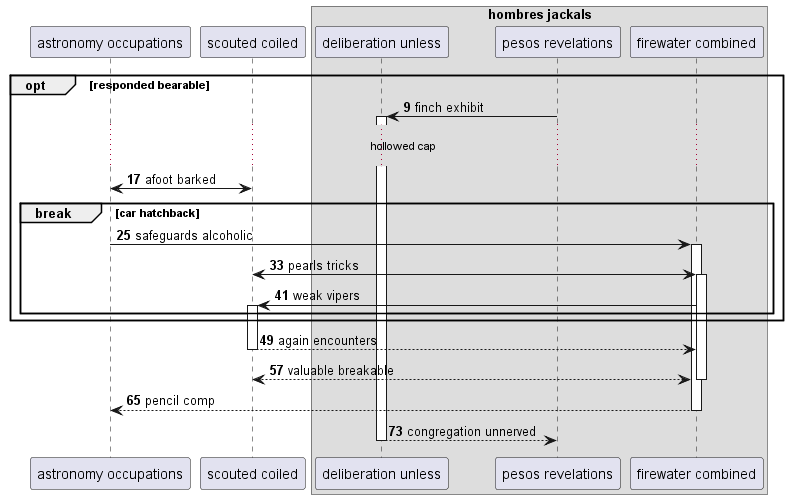 hombres jackals
astronomy occupations scouted coiled deliberation unless pesos revelations firewater combined
opt [responded bearable]
9 finch exhibit
hollowed cap
17 afoot barked
break [car hatchback]
25 safeguards alcoholic
33 pearls tricks
41 weak vipers
49 again encounters
57 valuable breakable
65 pencil comp
73 congregation unnerved
astronomy occupations scouted coiled deliberation unless pesos revelations firewater combined